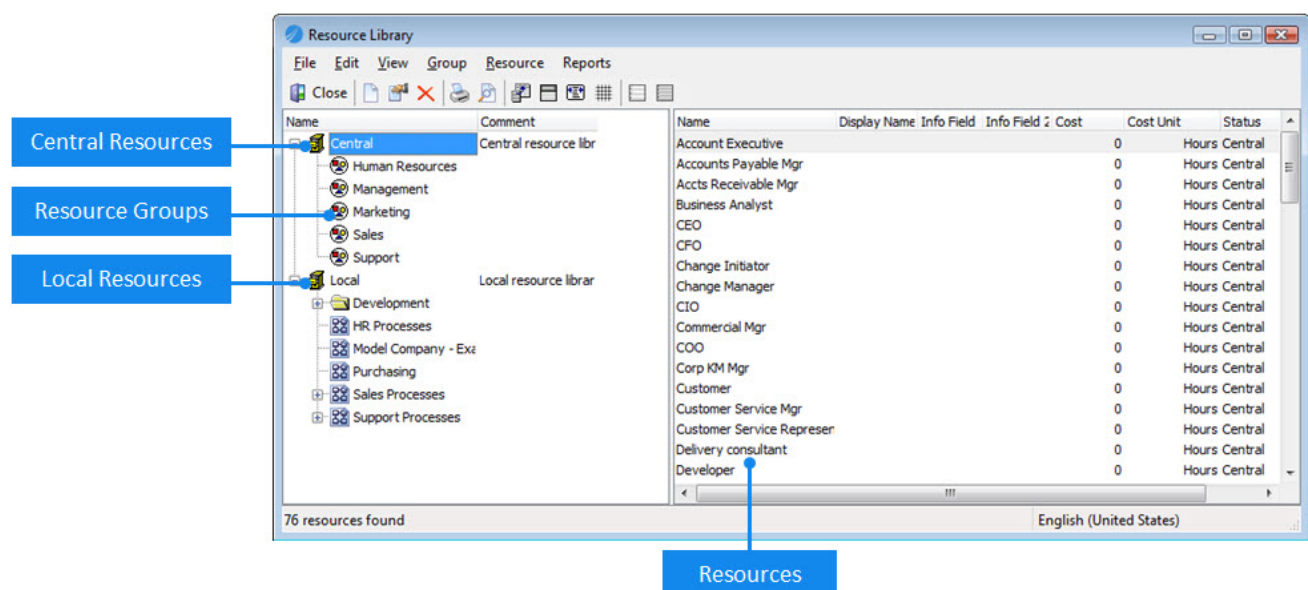 Resource Library
File Edit View Group Resource Reports
Close
Name Comment
Central Central resource libr
Human Resources
Management
Marketing
Sales
Support
Local Local resource librar
Development
HR Processes
Model Company - Exa
Purchasing
Sales Processes
Support Processes
Name Display Name Info Field Info Field 2 Cost Cost Unit Status
Account Executive 0 Hours Central
Accounts Payable Mgr 0 Hours Central
Accts Receivable Mgr 0 Hours Central
Business Analyst 0 Hours Central
CEO 0 Hours Central
CFO 0 Hours Central
Change Initiator 0 Hours Central
Change Manager 0 Hours Central
CIO 0 Hours Central
Commercial Mgr 0 Hours Central
COO 0 Hours Central
Corp KM Mgr 0 Hours Central
Customer 0 Hours Central
Customer Service Mgr 0 Hours Central
Customer Service Represer 0 Hours Central
Delivery consultant 0 Hours Central
Developer 0 Hours Central
76 resources found English (United States)
Central Resources
Resource Groups
Local Resources
Resources